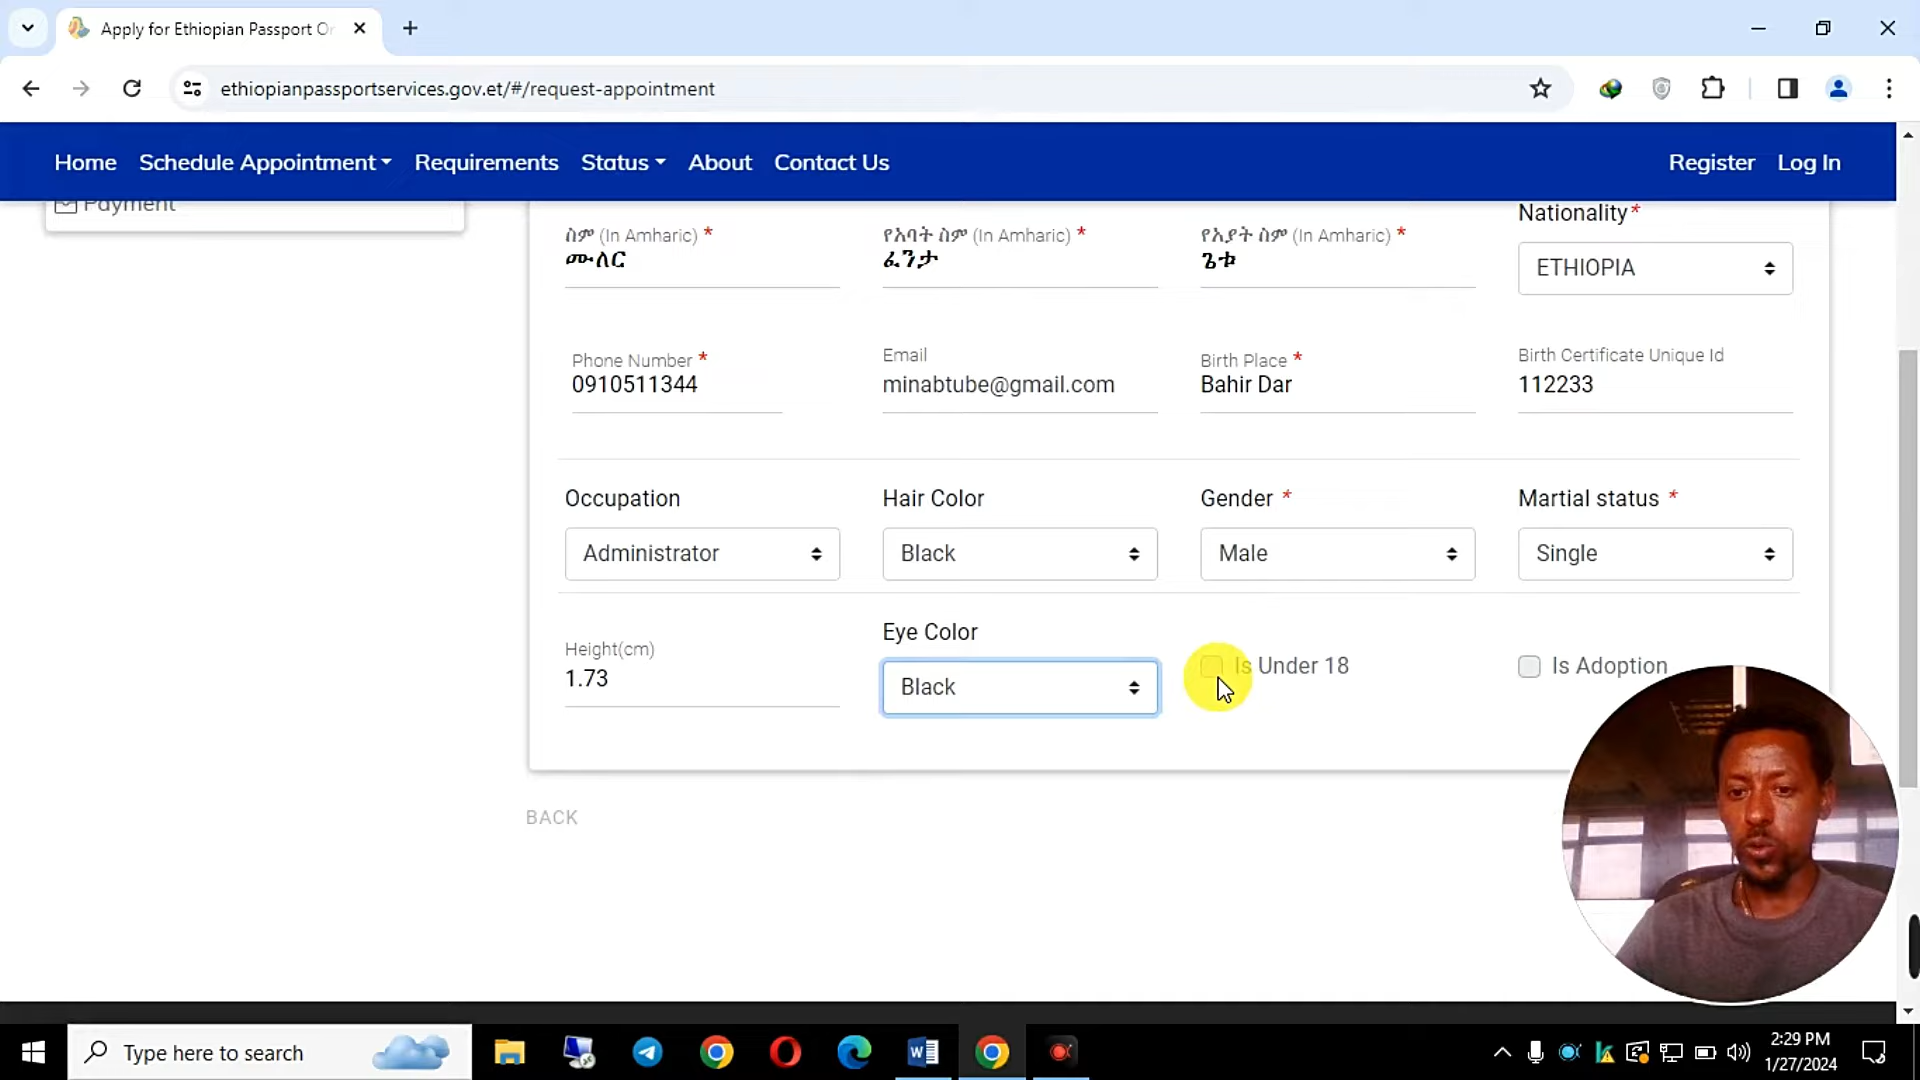 Apply for Ethiopian Passport Or
ethiopianpassportservices.gov.et/#/request-appointment
Home Schedule Appointment Requirements Status About Contact Us Register Log In
Payment
ስም (In Amharic) * የአባት ስም (In Amharic) * የአያት ስም (In Amharic) * Nationality*
ሙለር ፈንታ ጌቱ ETHIOPIA
Phone Number * Email Birth Place * Birth Certificate Unique Id
0910511344 minabtube@gmail.com Bahir Dar 112233
Occupation Hair Color Gender * Martial status *
Administrator Black Male Single
Height(cm) Eye Color
1.73 Black Is Under 18 Is Adoption
BACK
Type here to search
2:29 PM
1/27/2024